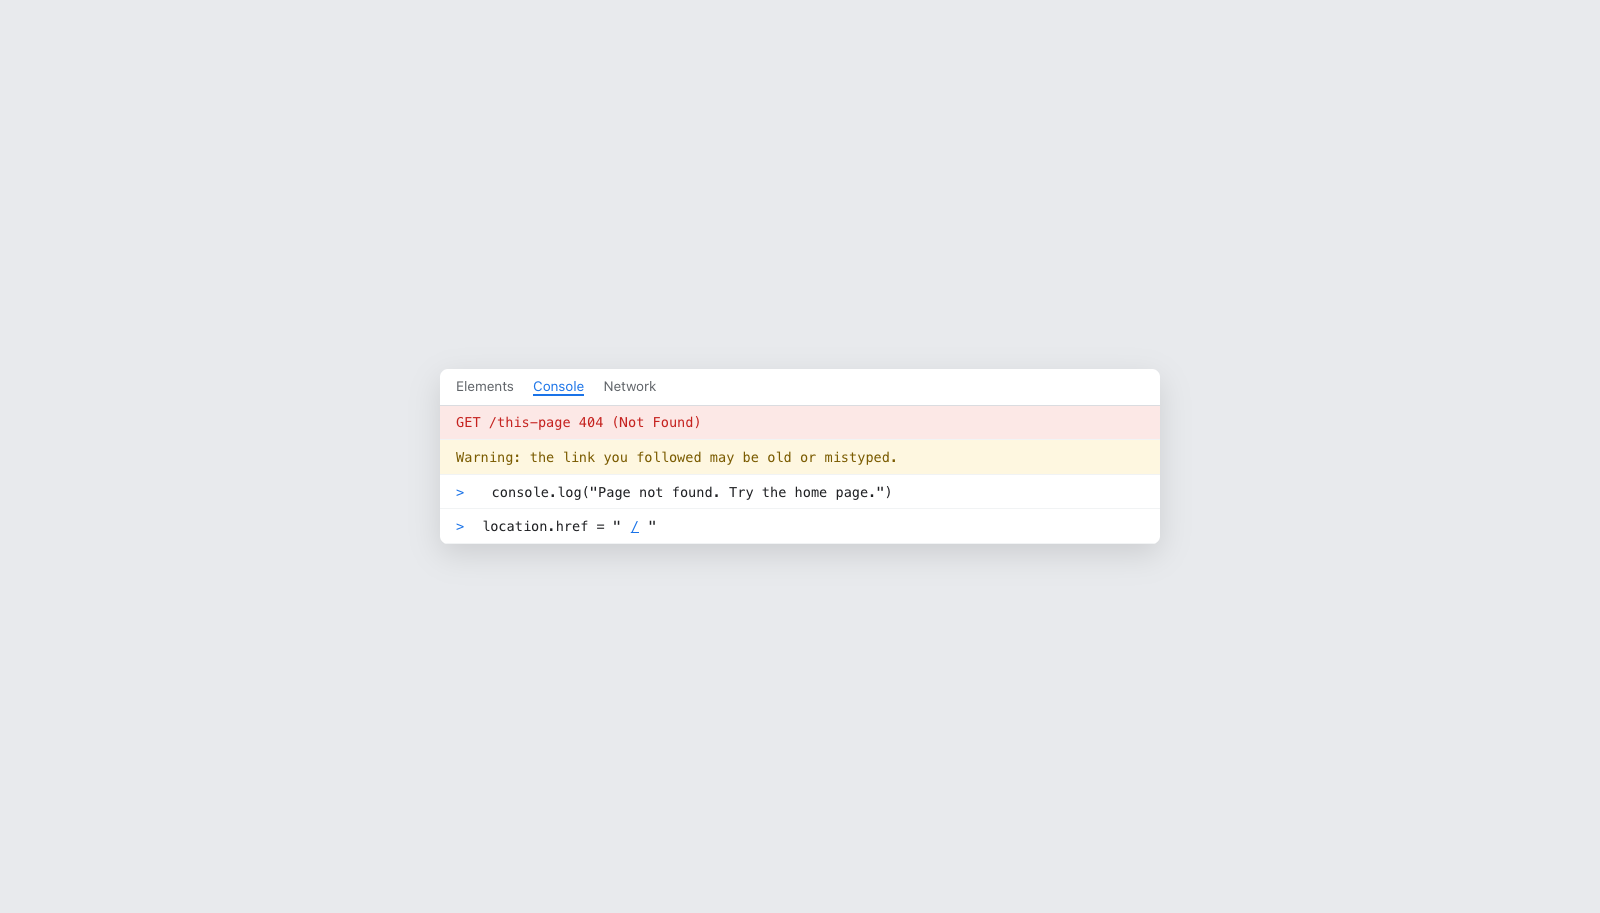 Elements Console Network
GET /this-page 404 (Not Found)
Warning: the link you followed may be old or mistyped.
> console.log("Page not found. Try the home page.")
> location.href = " / "